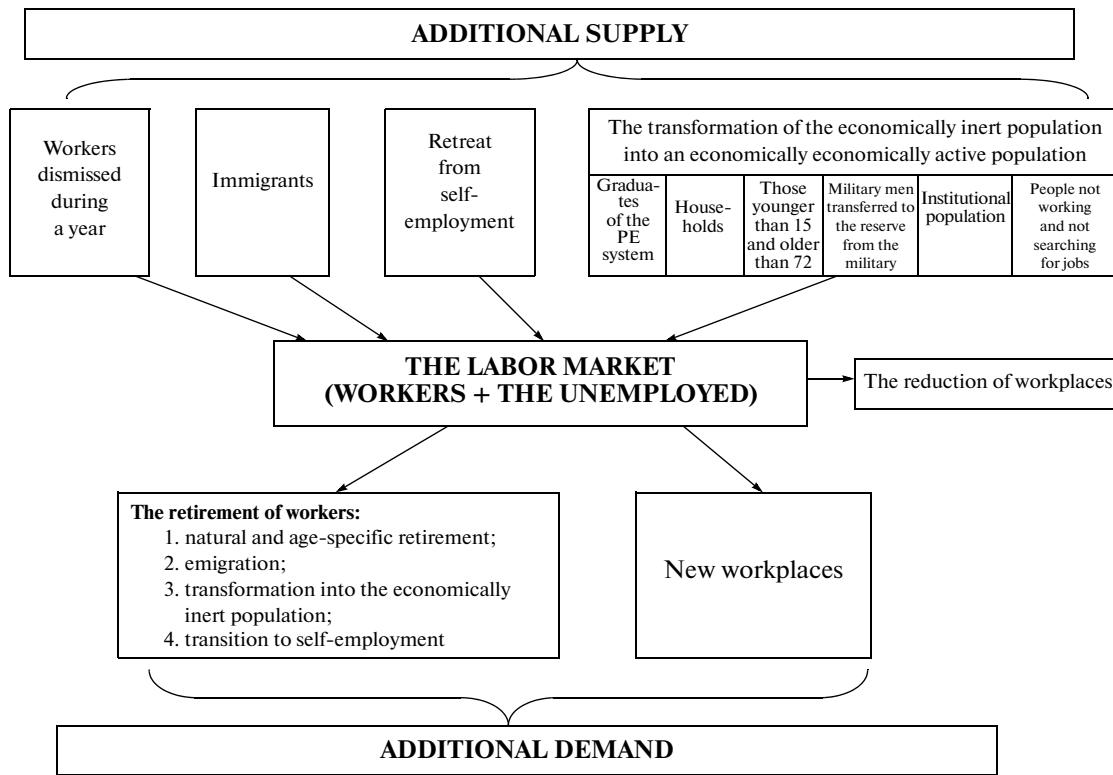 ADDITIONAL SUPPLY
Workers
dismissed
during
a year
Immigrants
Retreat
from
self-
employment
The transformation of the economically inert population
into an economically economically active population
Gradua-
tes
of the
PE
system
House-
holds
Those
younger
than 15
and older
than 72
Military men
transferred to
the reserve
from the
military
Institutional
population
People not
working
and not
searching
for jobs
THE LABOR MARKET
(WORKERS + THE UNEMPLOYED)
The reduction of workplaces
The retirement of workers:
1. natural and age-specific retirement;
2. emigration;
3. transformation into the economically
inert population;
4. transition to self-employment
New workplaces
ADDITIONAL DEMAND